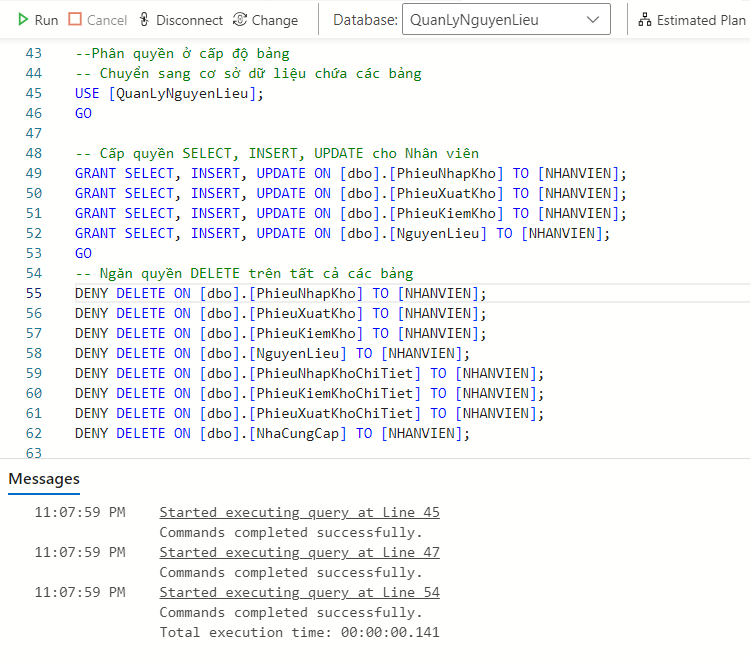 Run Cancel Disconnect Change Database: QuanLyNguyenLieu Estimated Plan
43 --Phân quyền ở cấp độ bảng
44 -- Chuyển sang cơ sở dữ liệu chứa các bảng
45 USE [QuanLyNguyenLieu];
46 GO
47
48 -- Cấp quyền SELECT, INSERT, UPDATE cho Nhân viên
49 GRANT SELECT, INSERT, UPDATE ON [dbo].[PhieuNhapKho] TO [NHANVIEN];
50 GRANT SELECT, INSERT, UPDATE ON [dbo].[PhieuXuatKho] TO [NHANVIEN];
51 GRANT SELECT, INSERT, UPDATE ON [dbo].[PhieuKiemKho] TO [NHANVIEN];
52 GRANT SELECT, INSERT, UPDATE ON [dbo].[NguyenLieu] TO [NHANVIEN];
53 GO
54 -- Ngăn quyền DELETE trên tất cả các bảng
55 DENY DELETE ON [dbo].[PhieuNhapKho] TO [NHANVIEN];
56 DENY DELETE ON [dbo].[PhieuXuatKho] TO [NHANVIEN];
57 DENY DELETE ON [dbo].[PhieuKiemKho] TO [NHANVIEN];
58 DENY DELETE ON [dbo].[NguyenLieu] TO [NHANVIEN];
59 DENY DELETE ON [dbo].[PhieuNhapKhoChiTiet] TO [NHANVIEN];
60 DENY DELETE ON [dbo].[PhieuKiemKhoChiTiet] TO [NHANVIEN];
61 DENY DELETE ON [dbo].[PhieuXuatKhoChiTiet] TO [NHANVIEN];
62 DENY DELETE ON [dbo].[NhaCungCap] TO [NHANVIEN];
63
Messages
11:07:59 PM Started executing query at Line 45
Commands completed successfully.
11:07:59 PM Started executing query at Line 47
Commands completed successfully.
11:07:59 PM Started executing query at Line 54
Commands completed successfully.
Total execution time: 00:00:00.141